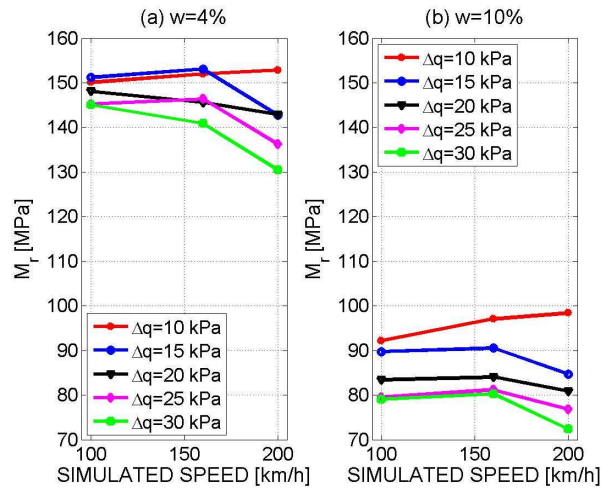 (a) w=4%
160
150
140
130
120
110
100
90
80
70
M_r [MPa]
Δq=10 kPa
Δq=15 kPa
Δq=20 kPa
Δq=25 kPa
Δq=30 kPa
100 150 200
SIMULATED SPEED [km/h]
(b) w=10%
160
150
140
130
120
110
100
90
80
70
M_r [MPa]
Δq=10 kPa
Δq=15 kPa
Δq=20 kPa
Δq=25 kPa
Δq=30 kPa
100 150 200
SIMULATED SPEED [km/h]